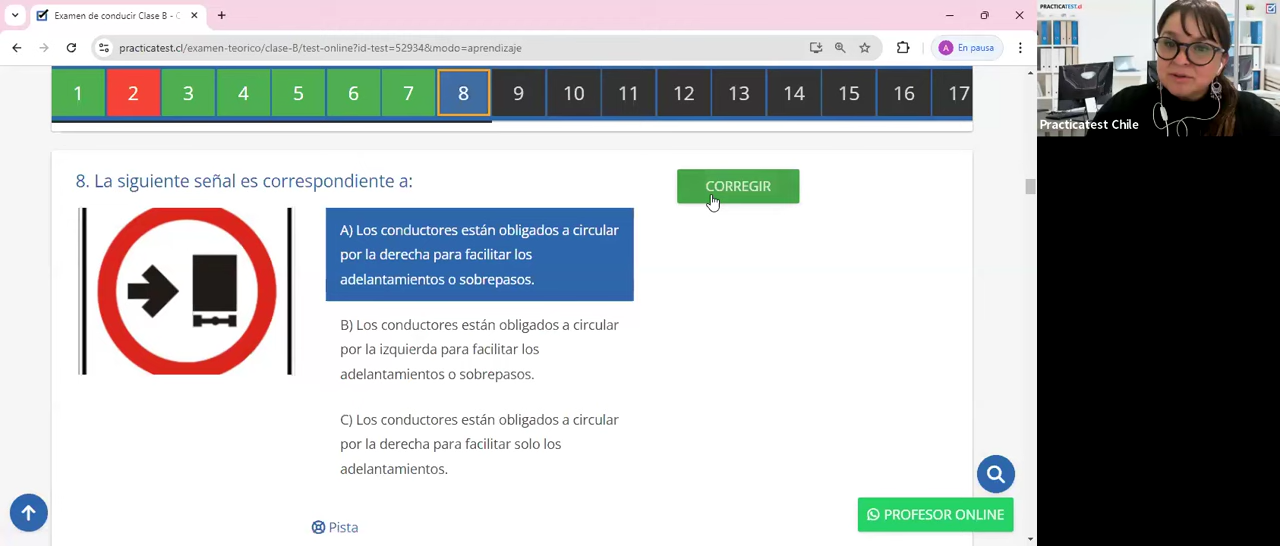 Examen de conducir Clase B - C
practicatest.cl/examen-teorico/clase-B/test-online?id-test=52934&modo=aprendizaje
A
En pausa
PRACTICATEST.cl
Practicatest Chile
1 2 3 4 5 6 7 8 9 10 11 12 13 14 15 16 17
8. La siguiente señal es correspondiente a:
CORREGIR
A) Los conductores están obligados a circular
por la derecha para facilitar los
adelantamientos o sobrepasos.
B) Los conductores están obligados a circular
por la izquierda para facilitar los
adelantamientos o sobrepasos.
C) Los conductores están obligados a circular
por la derecha para facilitar solo los
adelantamientos.
Pista
PROFESOR ONLINE